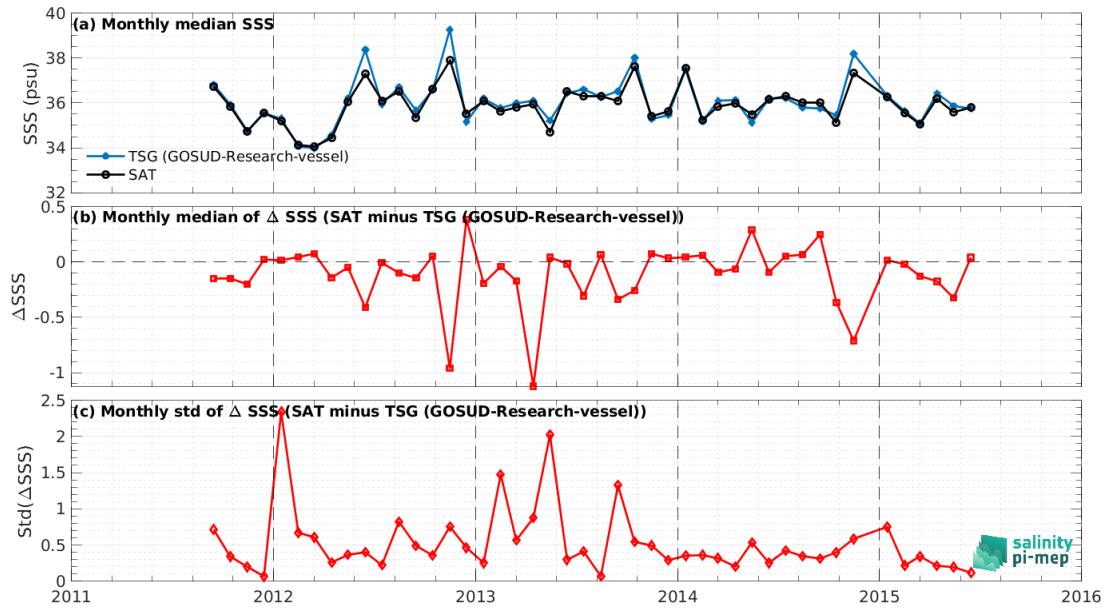 (a) Monthly median SSS
40
38
36
34
32
SSS (psu)
TSG (GOSUD-Research-vessel)
SAT
(b) Monthly median of Δ SSS (SAT minus TSG (GOSUD-Research-vessel))
0.5
0
-0.5
-1
ΔSSS
(c) Monthly std of Δ SSS (SAT minus TSG (GOSUD-Research-vessel))
2.5
2
1.5
1
0.5
0
Std(ΔSSS)
2011 2012 2013 2014 2015 2016
salinity
pi-mep